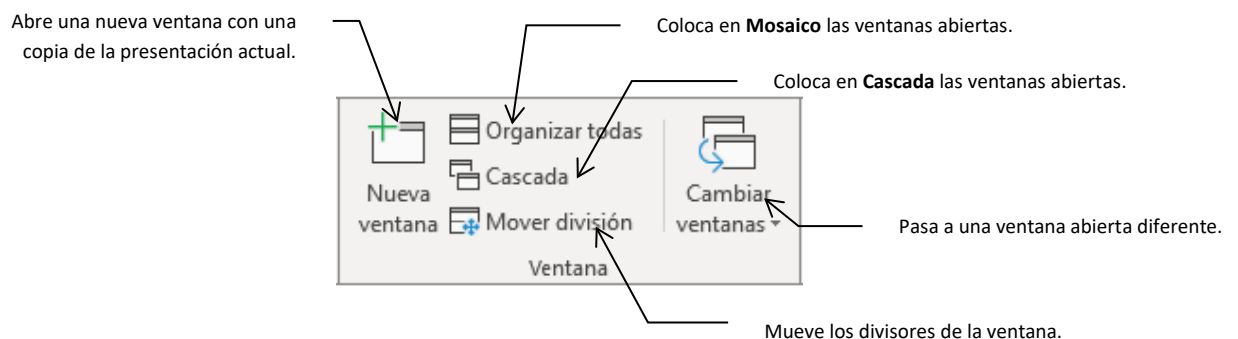 Abre una nueva ventana con una
copia de la presentación actual.
Coloca en Mosaico las ventanas abiertas.
Coloca en Cascada las ventanas abiertas.
Organizar todas
Cascada
Mover división
Nueva
ventana
Cambiar
ventanas
Ventana
Pasa a una ventana abierta diferente.
Mueve los divisores de la ventana.